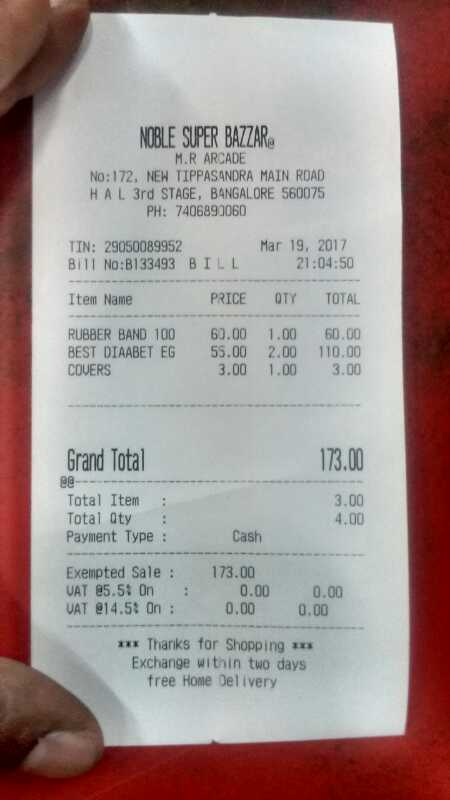 NOBLE SUPER BAZZAR@
M.R ARCADE
No:172, NEW TIPPASANDRA MAIN ROAD
H A L 3rd STAGE, BANGALORE 560075
PH: 7406890060
TIN: 29050089952 Mar 19, 2017
Bill No:B133493 B I L L 21:04:50
Item Name PRICE QTY TOTAL
RUBBER BAND 100 60.00 1.00 60.00
BEST DIAABET EG 55.00 2.00 110.00
COVERS 3.00 1.00 3.00
Grand Total 173.00
@@
Total Item : 3.00
Total Qty : 4.00
Payment Type : Cash
Exempted Sale : 173.00
VAT @5.5% On : 0.00 0.00
VAT @14.5% On : 0.00 0.00
*** Thanks for Shopping ***
Exchange within two days
free Home Delivery